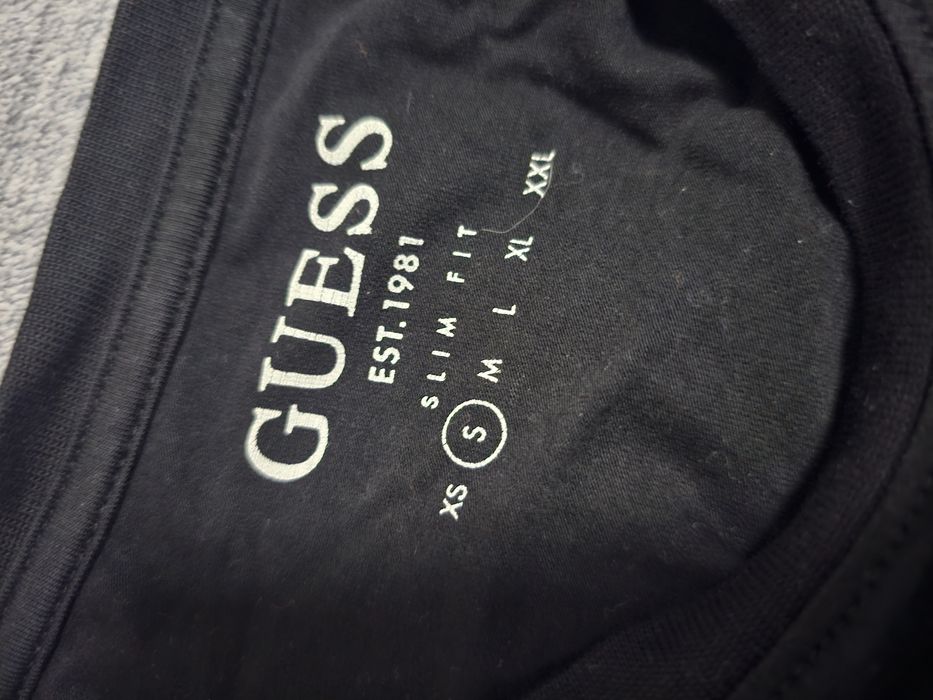 GUESS
EST. 1981
SLIM FIT
XS S M L XL XXL